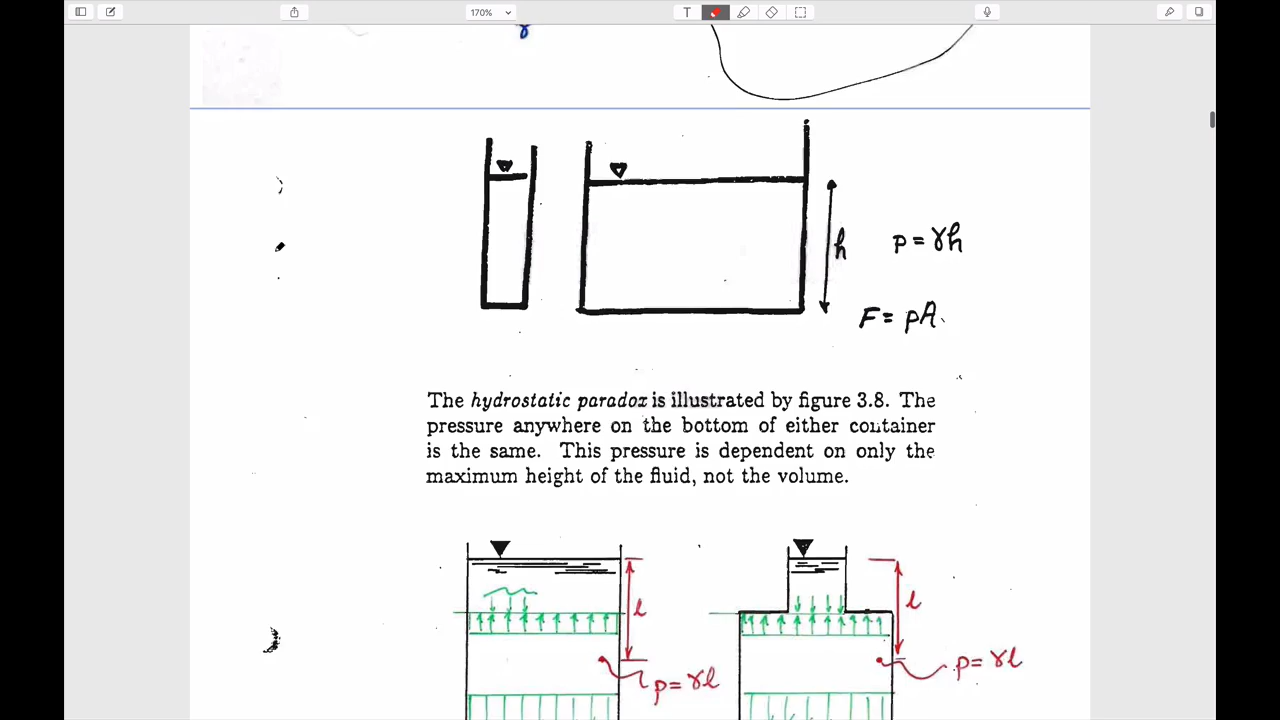 170%
T
h
p = γh
F = pA
The hydrostatic paradox is illustrated by figure 3.8. The
pressure anywhere on the bottom of either container
is the same. This pressure is dependent on only the
maximum height of the fluid, not the volume.
l
l
p = γl
p = γl